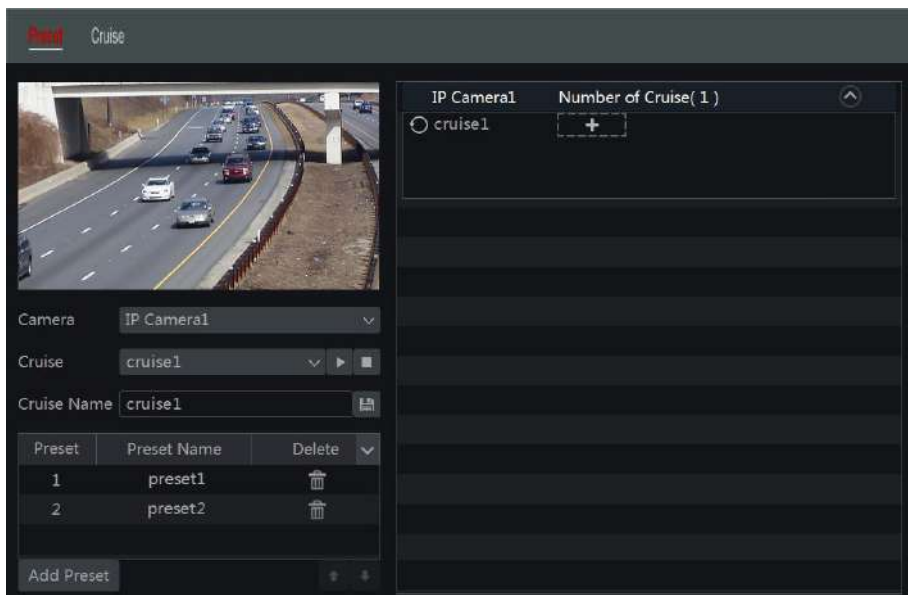 Preset Cruise
Camera IP Camera1
Cruise cruise1
Cruise Name cruise1
Preset Preset Name Delete
1 preset1
2 preset2
Add Preset
IP Camera1 Number of Cruise( 1 )
cruise1